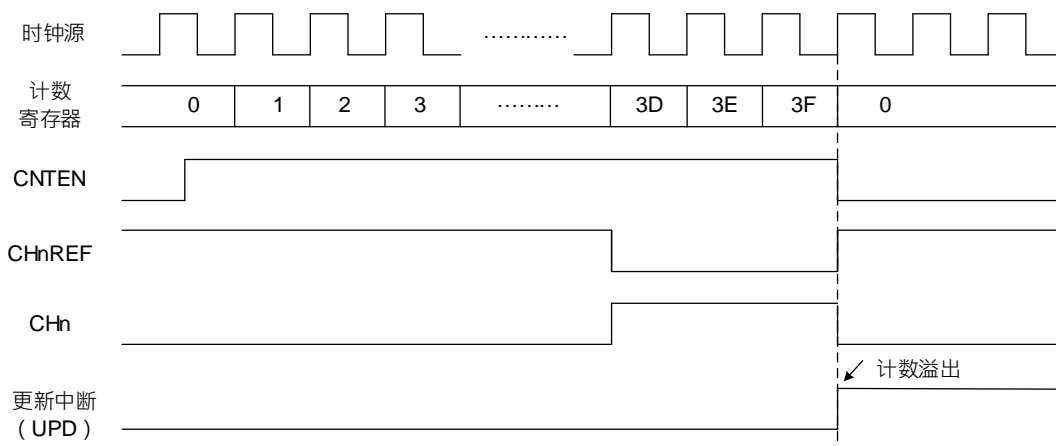 时钟源
…………
计数
寄存器
0 1 2 3 ……… 3D 3E 3F 0
CNTEN
CHnREF
CHn
计数溢出
更新中断
（UPD）